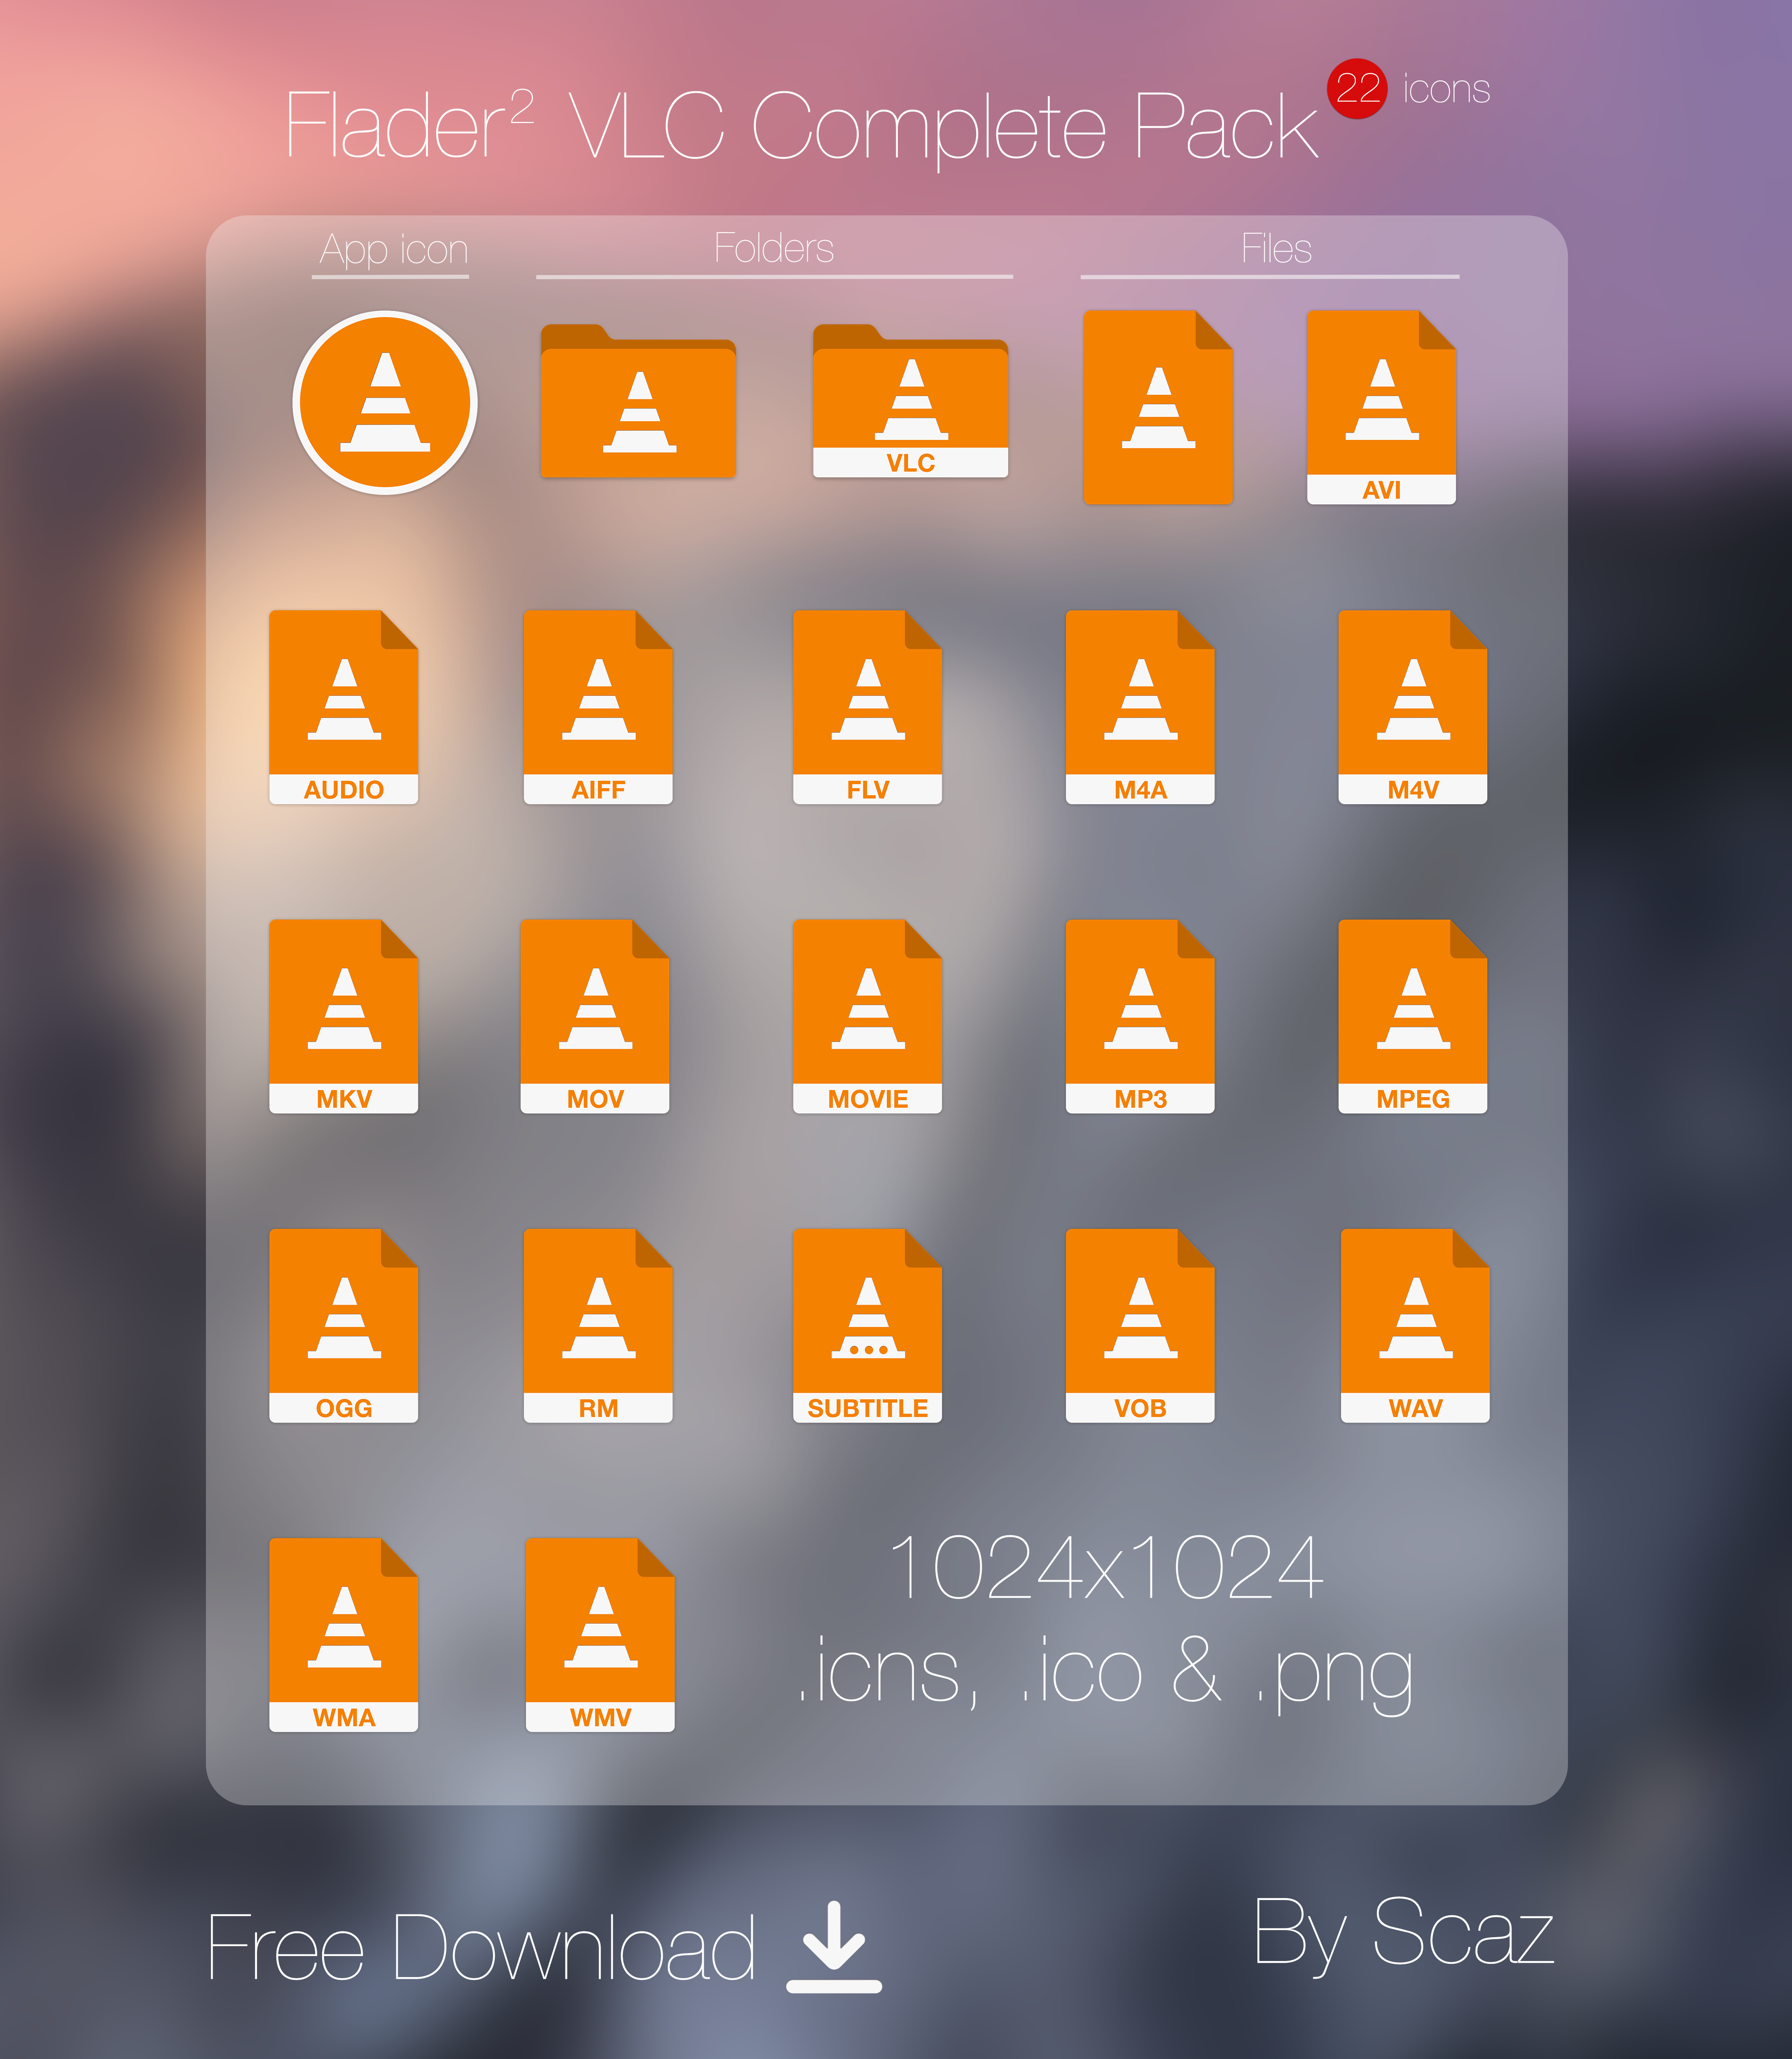 Flader² VLC Complete Pack 22 icons
App icon Folders Files
VLC AVI
AUDIO AIFF FLV M4A M4V
MKV MOV MOVIE MP3 MPEG
OGG RM SUBTITLE VOB WAV
1024x1024
.icns, .ico & .png
WMA WMV
Free Download By Scaz